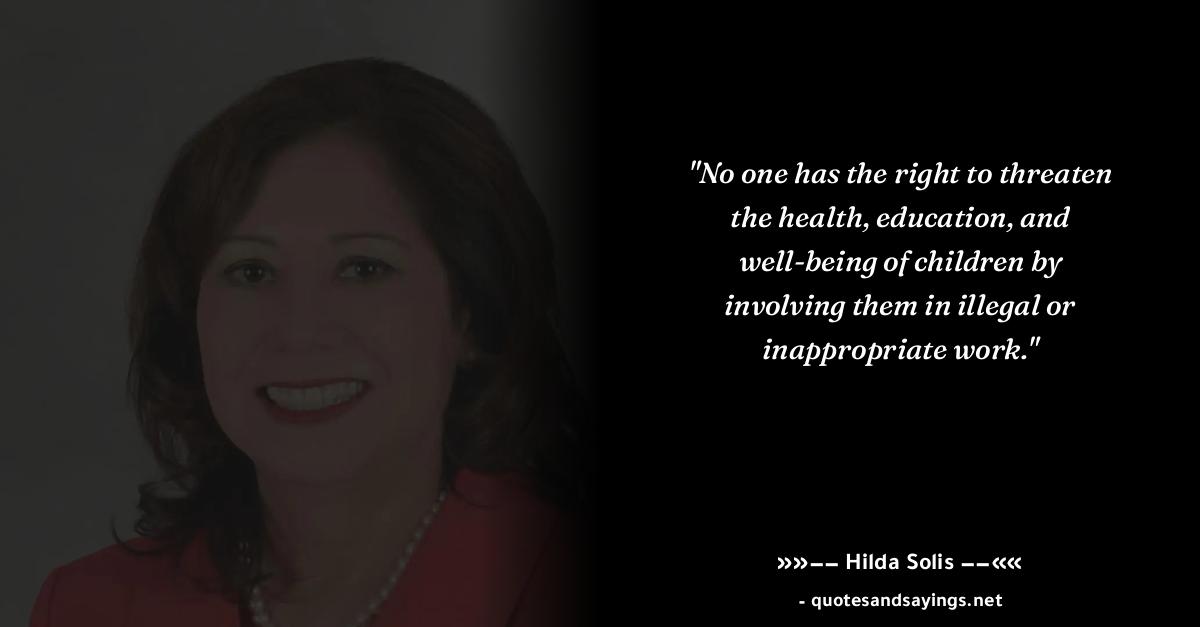 "No one has the right to threaten
the health, education, and
well-being of children by
involving them in illegal or
inappropriate work."
»»–– Hilda Solis ––««
- quotesandsayings.net